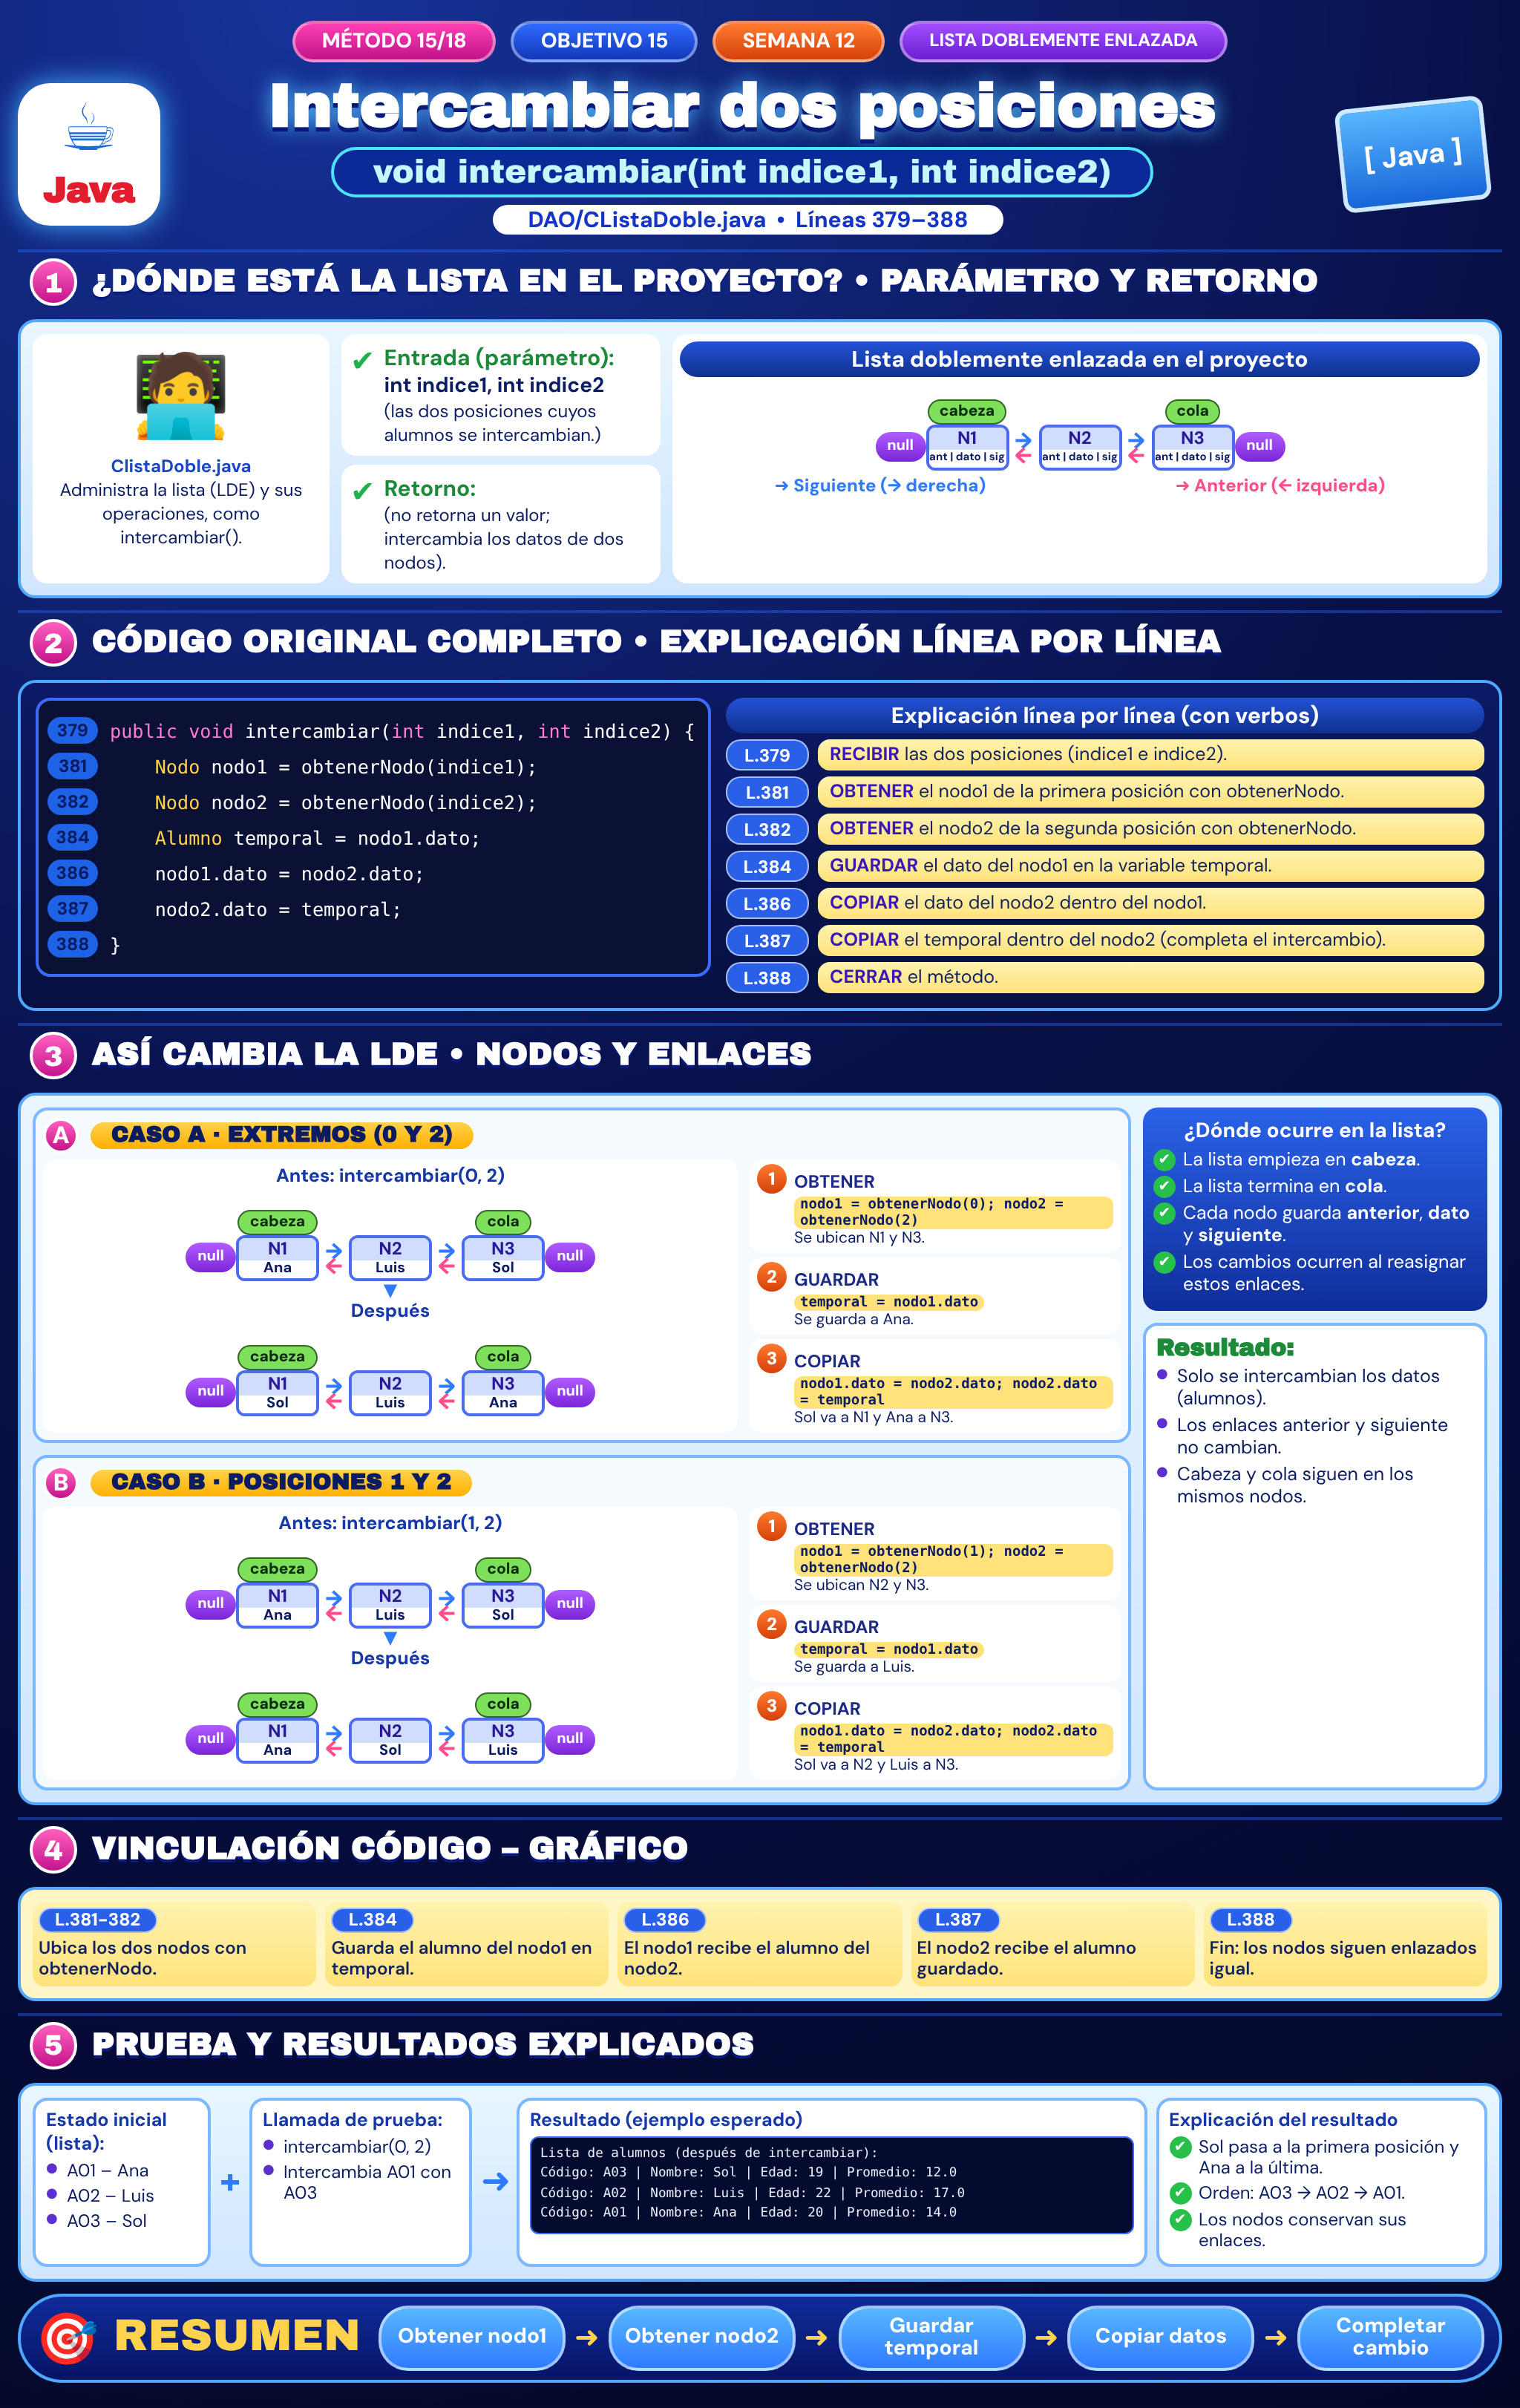 MÉTODO 15/18
OBJETIVO 15
SEMANA 12
LISTA DOBLEMENTE ENLAZADA
Java
Intercambiar dos posiciones
void intercambiar(int indice1, int indice2)
DAO/CListaDoble.java • Líneas 379–388
[ Java ]
1 ¿DÓNDE ESTÁ LA LISTA EN EL PROYECTO? • PARÁMETRO Y RETORNO
ClistaDoble.java
Administra la lista (LDE) y sus
operaciones, como
intercambiar().
✔ Entrada (parámetro):
int indice1, int indice2
(las dos posiciones cuyos
alumnos se intercambian.)
✔ Retorno:
(no retorna un valor;
intercambia los datos de dos
nodos).
Lista doblemente enlazada en el proyecto
cabeza
cola
null
N1
N2
N3
null
ant | dato | sig
ant | dato | sig
ant | dato | sig
→ Siguiente (→ derecha)
→ Anterior (← izquierda)
2 CÓDIGO ORIGINAL COMPLETO • EXPLICACIÓN LÍNEA POR LÍNEA
379 public void intercambiar(int indice1, int indice2) {
381 Nodo nodo1 = obtenerNodo(indice1);
382 Nodo nodo2 = obtenerNodo(indice2);
384 Alumno temporal = nodo1.dato;
386 nodo1.dato = nodo2.dato;
387 nodo2.dato = temporal;
388 }
Explicación línea por línea (con verbos)
L.379 RECIBIR las dos posiciones (indice1 e indice2).
L.381 OBTENER el nodo1 de la primera posición con obtenerNodo.
L.382 OBTENER el nodo2 de la segunda posición con obtenerNodo.
L.384 GUARDAR el dato del nodo1 en la variable temporal.
L.386 COPIAR el dato del nodo2 dentro del nodo1.
L.387 COPIAR el temporal dentro del nodo2 (completa el intercambio).
L.388 CERRAR el método.
3 ASÍ CAMBIA LA LDE • NODOS Y ENLACES
A CASO A · EXTREMOS (0 Y 2)
Antes: intercambiar(0, 2)
cabeza
cola
null
N1
N2
N3
null
Ana
Luis
Sol
Después
cabeza
cola
null
N1
N2
N3
null
Sol
Luis
Ana
1 OBTENER
nodo1 = obtenerNodo(0); nodo2 =
obtenerNodo(2)
Se ubican N1 y N3.
2 GUARDAR
temporal = nodo1.dato
Se guarda a Ana.
3 COPIAR
nodo1.dato = nodo2.dato; nodo2.dato
= temporal
Sol va a N1 y Ana a N3.
B CASO B · POSICIONES 1 Y 2
Antes: intercambiar(1, 2)
cabeza
cola
null
N1
N2
N3
null
Ana
Luis
Sol
Después
cabeza
cola
null
N1
N2
N3
null
Ana
Sol
Luis
1 OBTENER
nodo1 = obtenerNodo(1); nodo2 =
obtenerNodo(2)
Se ubican N2 y N3.
2 GUARDAR
temporal = nodo1.dato
Se guarda a Luis.
3 COPIAR
nodo1.dato = nodo2.dato; nodo2.dato
= temporal
Sol va a N2 y Luis a N3.
¿Dónde ocurre en la lista?
✔ La lista empieza en cabeza.
✔ La lista termina en cola.
✔ Cada nodo guarda anterior, dato
y siguiente.
✔ Los cambios ocurren al reasignar
estos enlaces.
Resultado:
• Solo se intercambian los datos
(alumnos).
• Los enlaces anterior y siguiente
no cambian.
• Cabeza y cola siguen en los
mismos nodos.
4 VINCULACIÓN CÓDIGO – GRÁFICO
L.381-382
Ubica los dos nodos con
obtenerNodo.
L.384
Guarda el alumno del nodo1 en
temporal.
L.386
El nodo1 recibe el alumno del
nodo2.
L.387
El nodo2 recibe el alumno
guardado.
L.388
Fin: los nodos siguen enlazados
igual.
5 PRUEBA Y RESULTADOS EXPLICADOS
Estado inicial
(lista):
• A01 – Ana
• A02 – Luis
• A03 – Sol
+
Llamada de prueba:
• intercambiar(0, 2)
• Intercambia A01 con
A03
→
Resultado (ejemplo esperado)
Lista de alumnos (después de intercambiar):
Código: A03 | Nombre: Sol | Edad: 19 | Promedio: 12.0
Código: A02 | Nombre: Luis | Edad: 22 | Promedio: 17.0
Código: A01 | Nombre: Ana | Edad: 20 | Promedio: 14.0
Explicación del resultado
✔ Sol pasa a la primera posición y
Ana a la última.
✔ Orden: A03 → A02 → A01.
✔ Los nodos conservan sus
enlaces.
RESUMEN
Obtener nodo1
→
Obtener nodo2
→
Guardar
temporal
→
Copiar datos
→
Completar
cambio